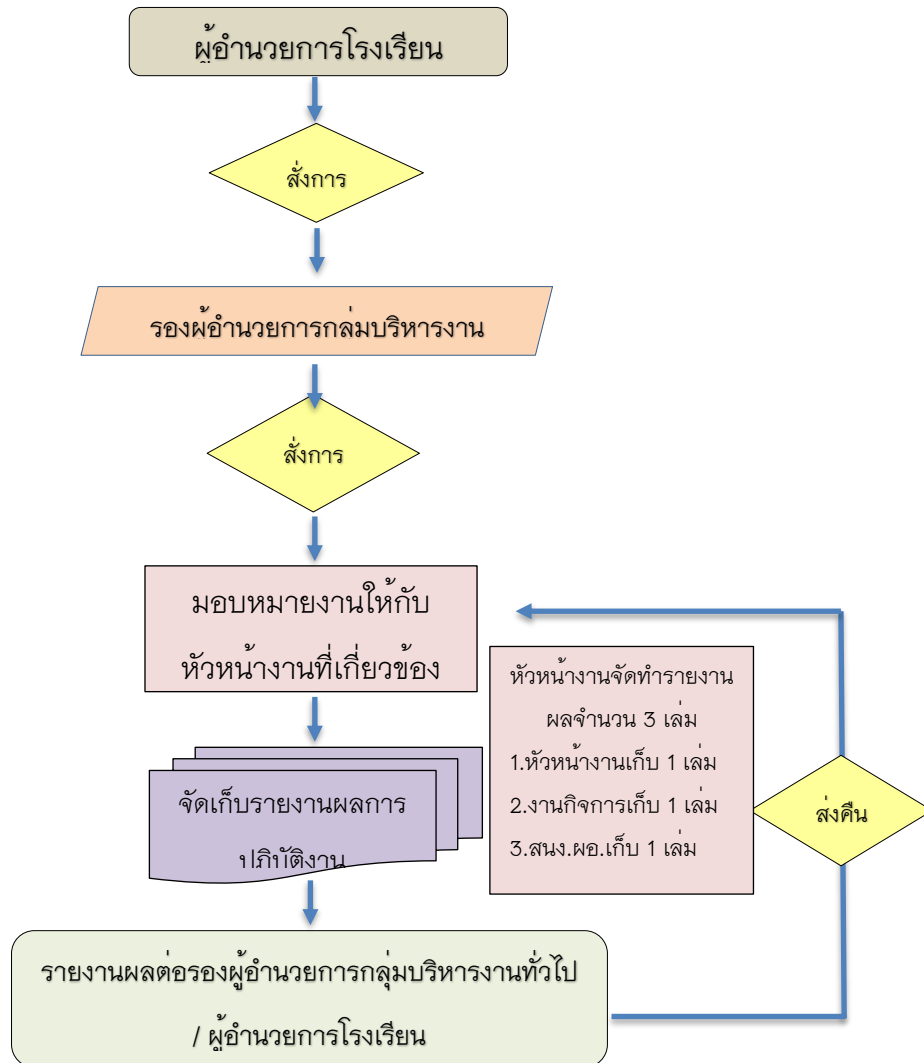 ผู้อำนวยการโรงเรียน
สั่งการ
รองผู้อำนวยการกลุ่มบริหารงาน
สั่งการ
มอบหมายงานให้กับ
หัวหน้างานที่เกี่ยวข้อง
หัวหน้างานจัดทำรายงาน
ผลจำนวน 3 เล่ม
1.หัวหน้างานเก็บ 1 เล่ม
2.งานกิจการเก็บ 1 เล่ม
3.สนง.ผอ.เก็บ 1 เล่ม
ส่งคืน
จัดเก็บรายงานผลการ
ปฏิบัติงาน
รายงานผลต่อรองผู้อำนวยการกลุ่มบริหารงานทั่วไป
/ ผู้อำนวยการโรงเรียน